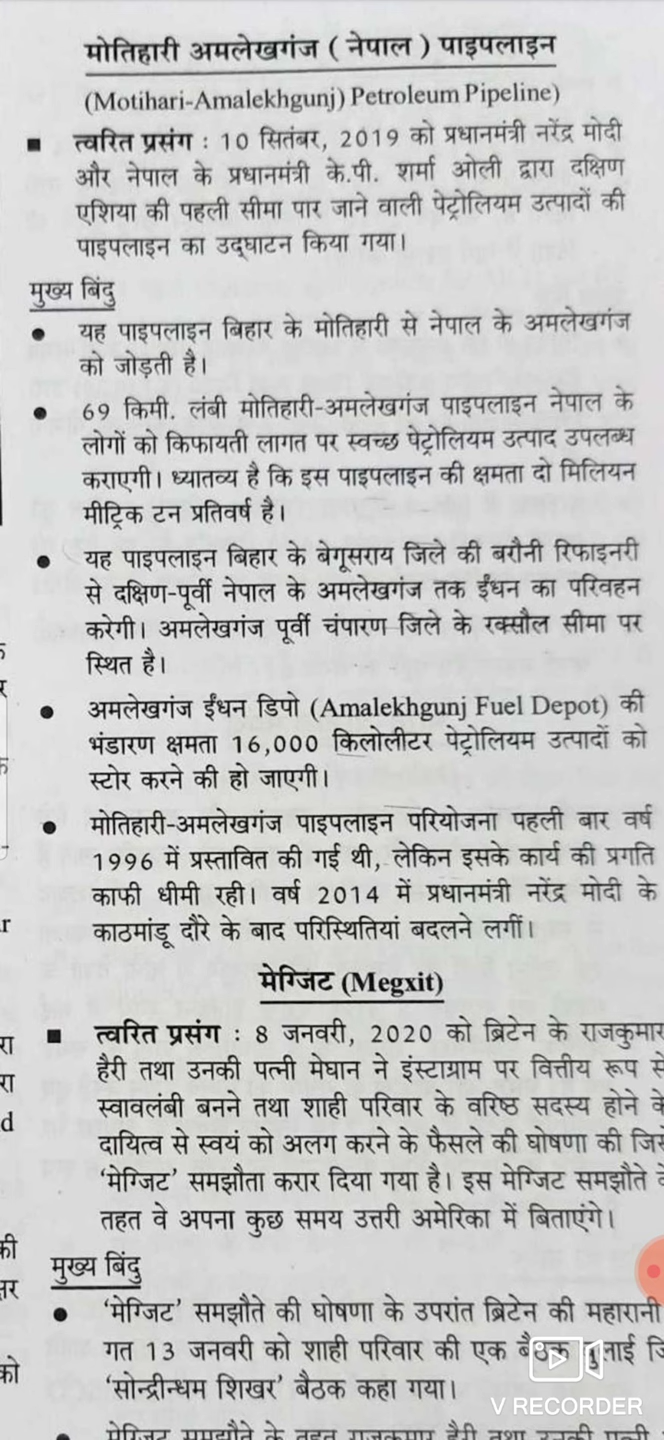 मोतिहारी अमलेखगंज ( नेपाल ) पाइपलाइन
(Motihari-Amalekhgunj) Petroleum Pipeline)
■ त्वरित प्रसंग : 10 सितंबर, 2019 को प्रधानमंत्री नरेंद्र मोदी
और नेपाल के प्रधानमंत्री के.पी. शर्मा ओली द्वारा दक्षिण
एशिया की पहली सीमा पार जाने वाली पेट्रोलियम उत्पादों की
पाइपलाइन का उद्घाटन किया गया।
मुख्य बिंदु
● यह पाइपलाइन बिहार के मोतिहारी से नेपाल के अमलेखगंज
को जोड़ती है।
● 69 किमी. लंबी मोतिहारी-अमलेखगंज पाइपलाइन नेपाल के
लोगों को किफायती लागत पर स्वच्छ पेट्रोलियम उत्पाद उपलब्ध
कराएगी। ध्यातव्य है कि इस पाइपलाइन की क्षमता दो मिलियन
मीट्रिक टन प्रतिवर्ष है।
● यह पाइपलाइन बिहार के बेगूसराय जिले की बरौनी रिफाइनरी
से दक्षिण-पूर्वी नेपाल के अमलेखगंज तक ईंधन का परिवहन
करेगी। अमलेखगंज पूर्वी चंपारण जिले के रक्सौल सीमा पर
स्थित है।
● अमलेखगंज ईंधन डिपो (Amalekhgunj Fuel Depot) की
भंडारण क्षमता 16,000 किलोलीटर पेट्रोलियम उत्पादों को
स्टोर करने की हो जाएगी।
● मोतिहारी-अमलेखगंज पाइपलाइन परियोजना पहली बार वर्ष
1996 में प्रस्तावित की गई थी, लेकिन इसके कार्य की प्रगति
काफी धीमी रही। वर्ष 2014 में प्रधानमंत्री नरेंद्र मोदी के
काठमांडू दौरे के बाद परिस्थितियां बदलने लगीं।
मेग्जिट (Megxit)
■ त्वरित प्रसंग : 8 जनवरी, 2020 को ब्रिटेन के राजकुमार
हैरी तथा उनकी पत्नी मेघान ने इंस्टाग्राम पर वित्तीय रूप से
स्वावलंबी बनने तथा शाही परिवार के वरिष्ठ सदस्य होने के
दायित्व से स्वयं को अलग करने के फैसले की घोषणा की जिसे
‘मेग्जिट’ समझौता करार दिया गया है। इस मेग्जिट समझौते के
तहत वे अपना कुछ समय उत्तरी अमेरिका में बिताएंगे।
मुख्य बिंदु
● ‘मेग्जिट’ समझौते की घोषणा के उपरांत ब्रिटेन की महारानी
गत 13 जनवरी को शाही परिवार की एक बैठक बुलाई
‘सोन्द्रीन्धम शिखर’ बैठक कहा गया।
● मेग्जिट समझौते के तहत राजकुमार हैरी तथा उनकी पत्नी
V RECORDER